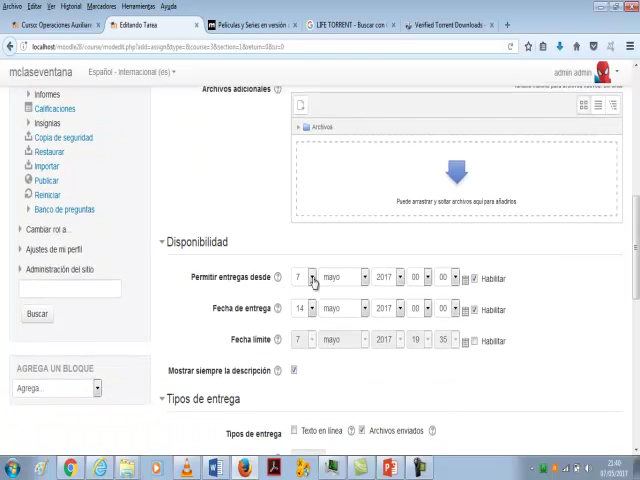 Archivo Editar Ver Historial Marcadores Herramientas Ayuda
Curso: Operaciones Auxiliar
Editando Tarea
Películas y Series en versión
LIFE TORRENT - Buscar con G
Verified Torrent Downloads -
localhost/moodle28/course/modedit.php?add=assign&type=&course=3&section=1&return=0&sr=0
mclaseventana
Español - Internacional (es)
admin admin
Informes
Calificaciones
Insignias
Copia de seguridad
Restaurar
Importar
Publicar
Reiniciar
Banco de preguntas
Cambiar rol a...
Ajustes de mi perfil
Administración del sitio
Buscar
AGREGA UN BLOQUE
Agrega...
Archivos adicionales
Archivos
Puede arrastrar y soltar archivos aquí para añadirlos
Disponibilidad
Permitir entregas desde 7 mayo 2017 00 00 Habilitar
Fecha de entrega 14 mayo 2017 00 00 Habilitar
Fecha límite 7 mayo 2017 19 35 Habilitar
Mostrar siempre la descripción
Tipos de entrega
Tipos de entrega Texto en línea Archivos enviados
21:40
07/05/2017